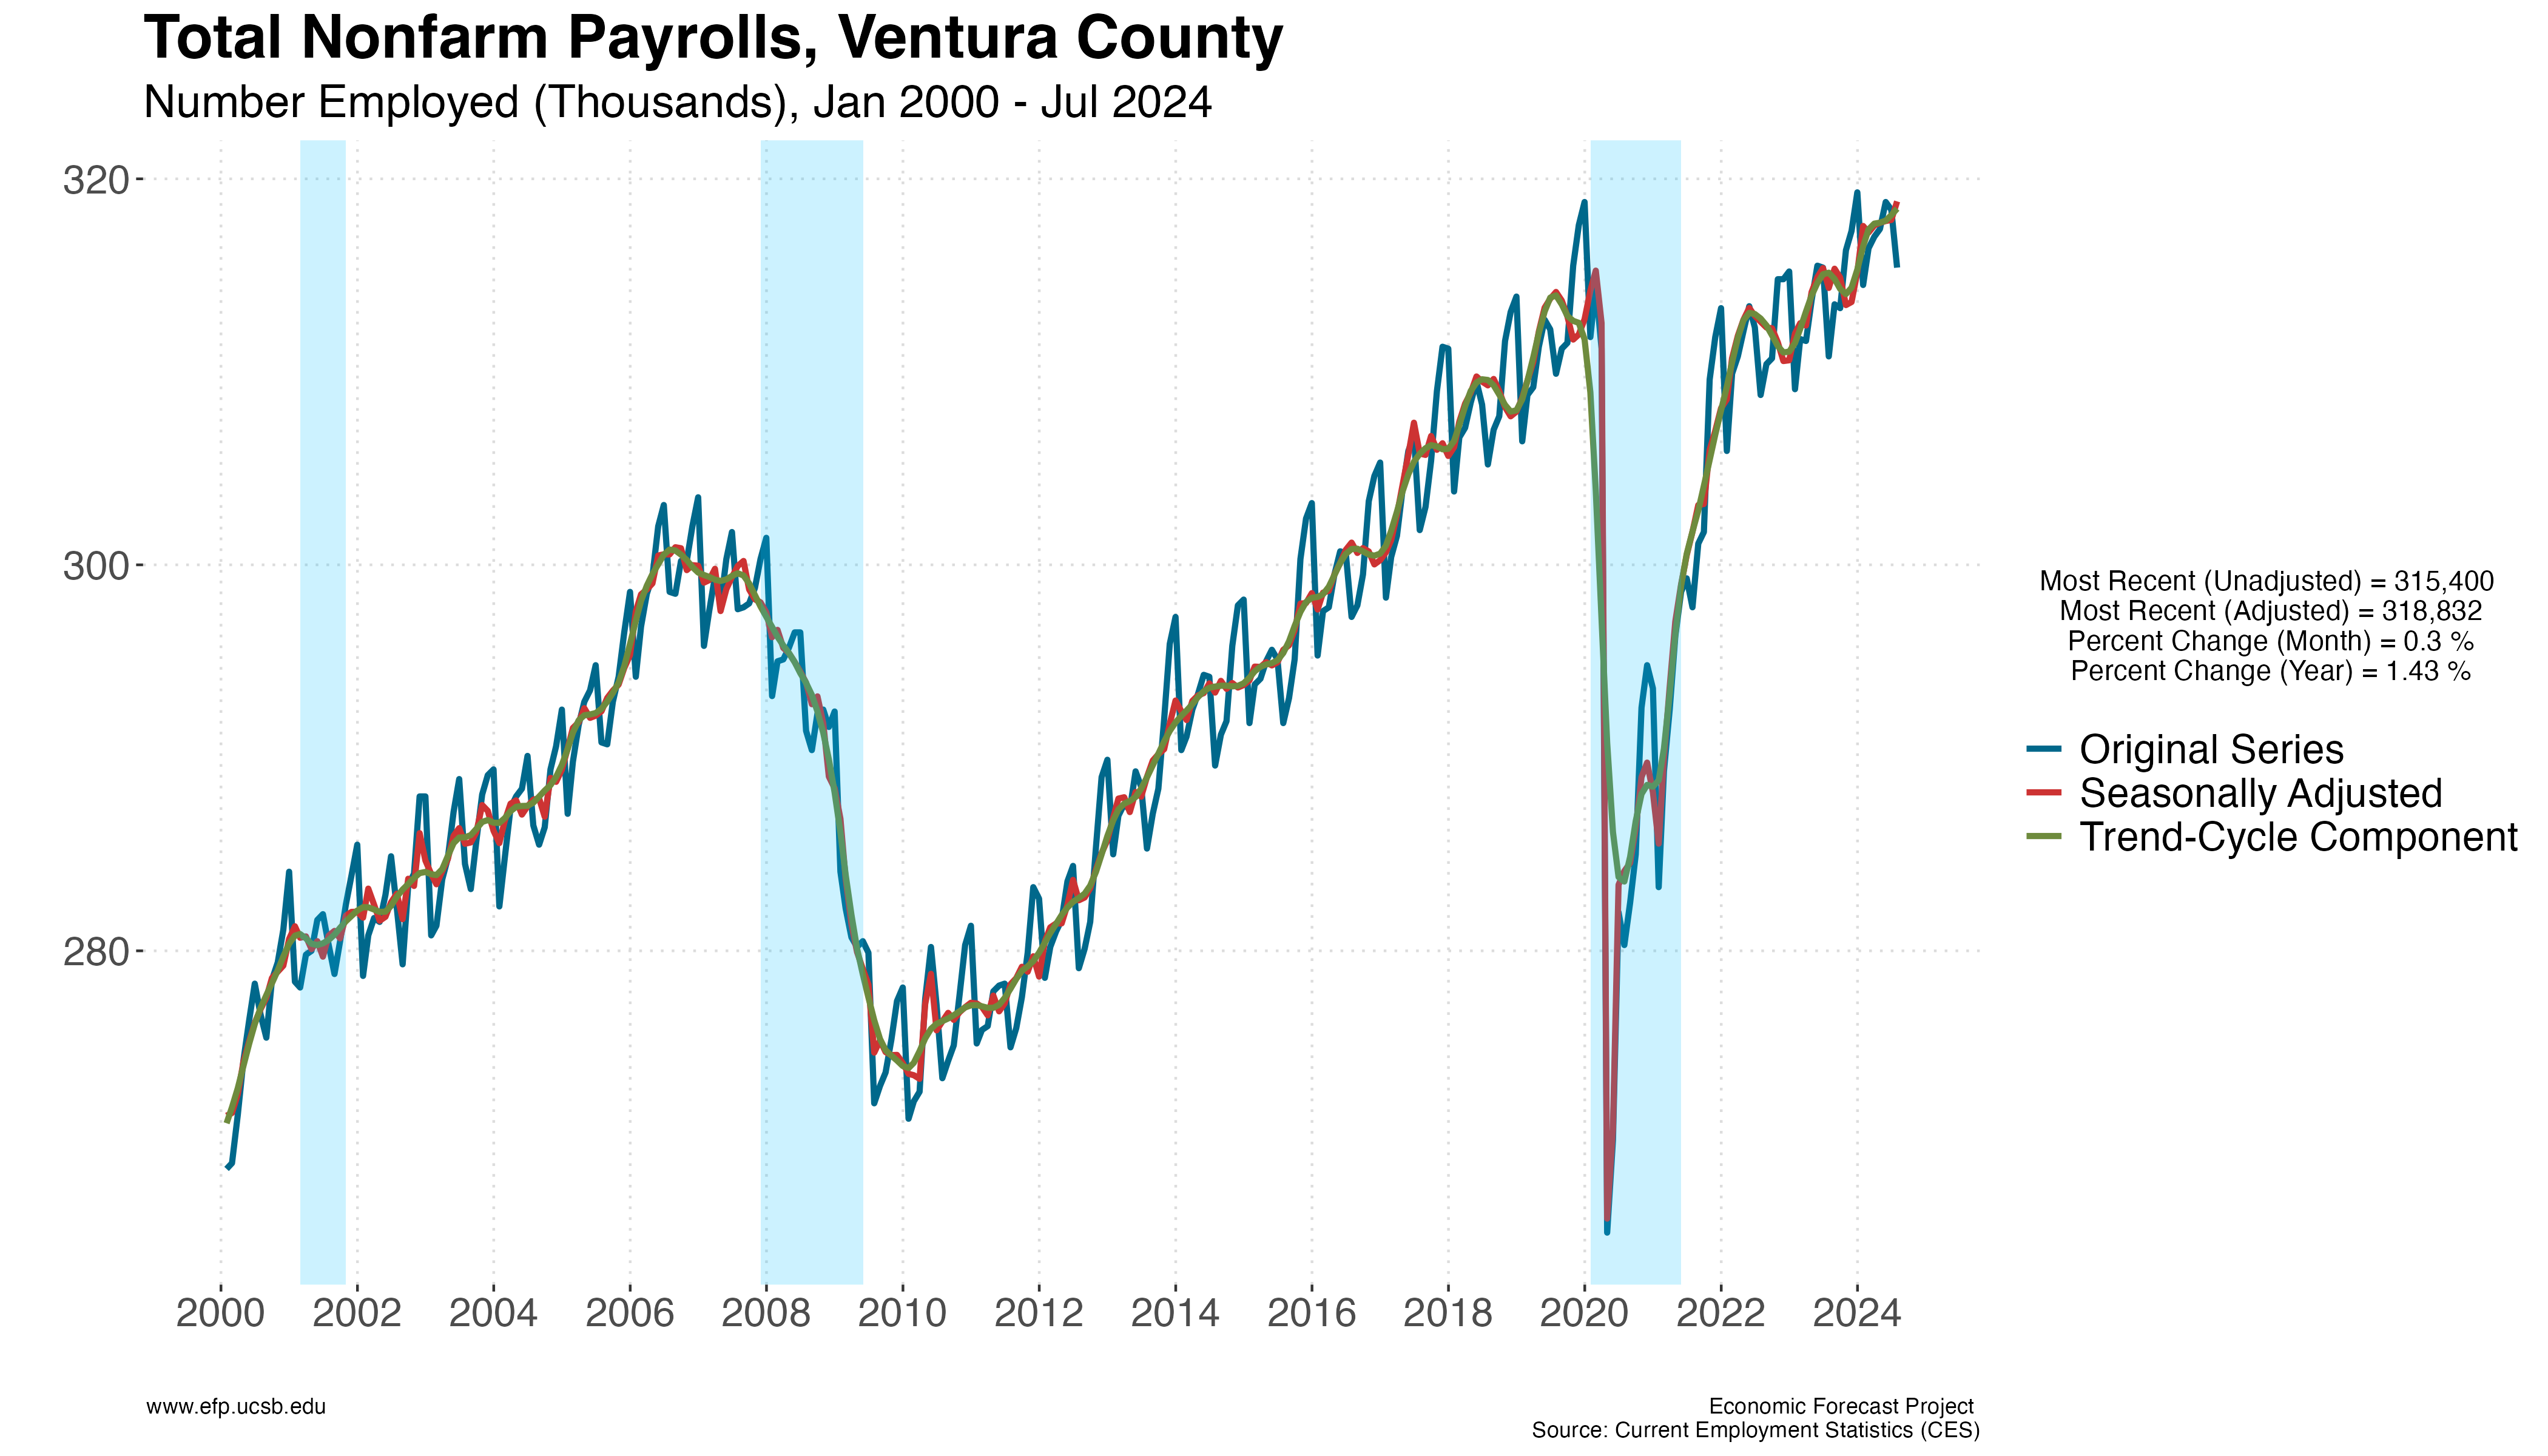 Total Nonfarm Payrolls, Ventura County
Number Employed (Thousands), Jan 2000 - Jul 2024
320
300
280
2000 2002 2004 2006 2008 2010 2012 2014 2016 2018 2020 2022 2024
Most Recent (Unadjusted) = 315,400
Most Recent (Adjusted) = 318,832
Percent Change (Month) = 0.3 %
Percent Change (Year) = 1.43 %
Original Series
Seasonally Adjusted
Trend-Cycle Component
www.efp.ucsb.edu
Economic Forecast Project
Source: Current Employment Statistics (CES)